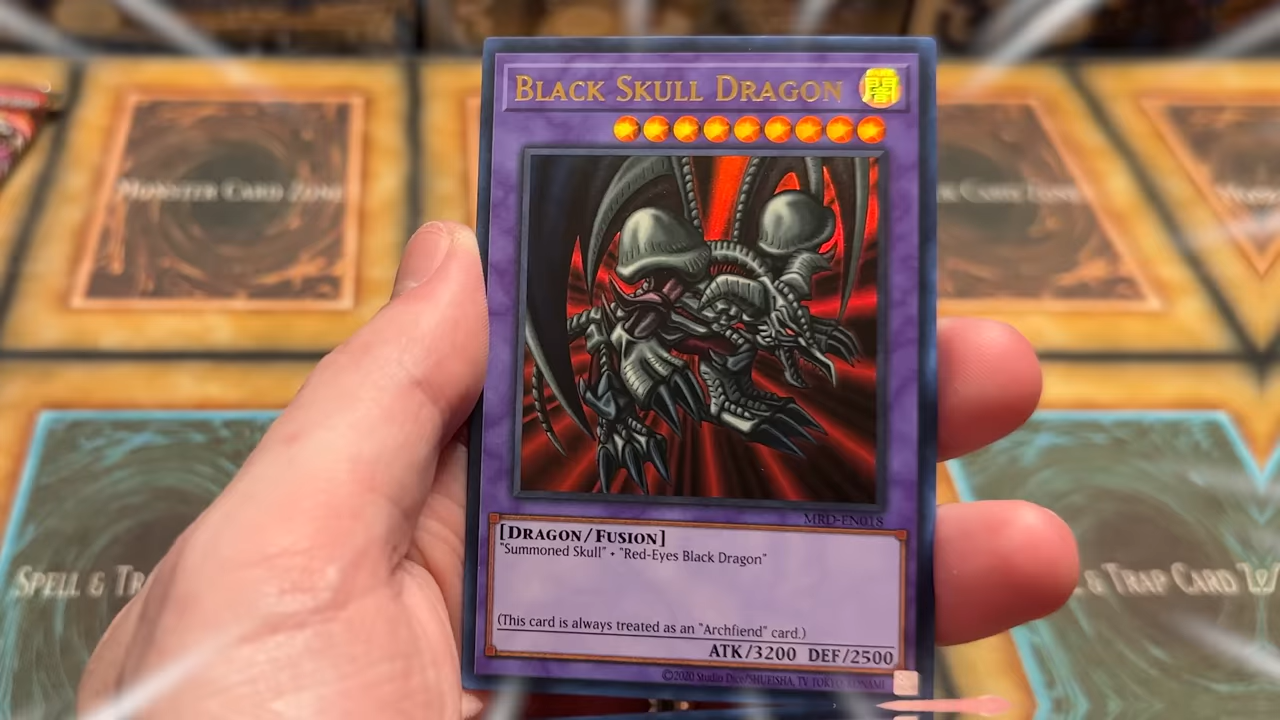 BLACK SKULL DRAGON 闇
MONSTER CARD ZONE
MRD-EN018
[DRAGON/FUSION]
"Summoned Skull" + "Red-Eyes Black Dragon"
(This card is always treated as an "Archfiend" card.)
ATK/3200 DEF/2500
©2020 Studio Dice/SHUEISHA, TV TOKYO, KONAMI
SPELL & TR
& TRAP CARD